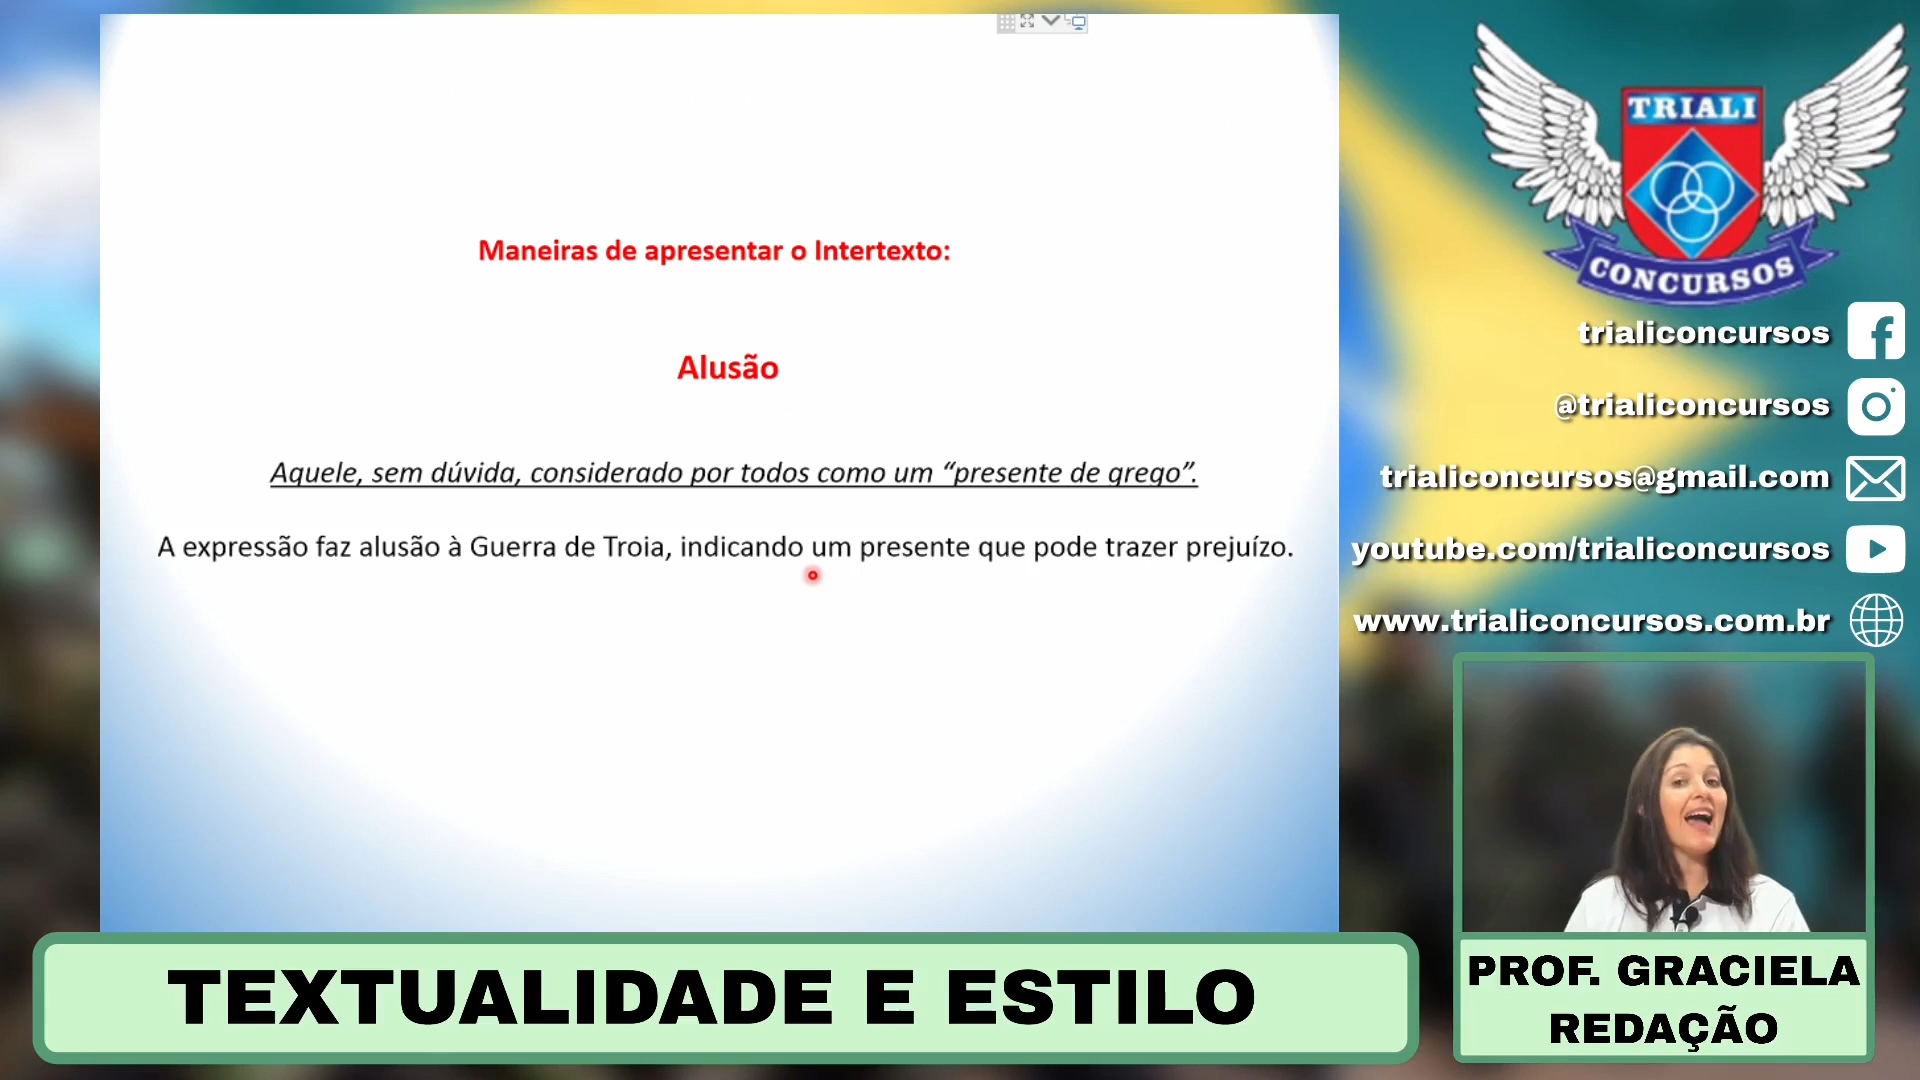 Maneiras de apresentar o Intertexto:
Alusão
Aquele, sem dúvida, considerado por todos como um “presente de grego”.
A expressão faz alusão à Guerra de Troia, indicando um presente que pode trazer prejuízo.
TRIALI
CONCURSOS
trialiconcursos
@trialiconcursos
trialiconcursos@gmail.com
youtube.com/trialiconcursos
www.trialiconcursos.com.br
TEXTUALIDADE E ESTILO
PROF. GRACIELA
REDAÇÃO